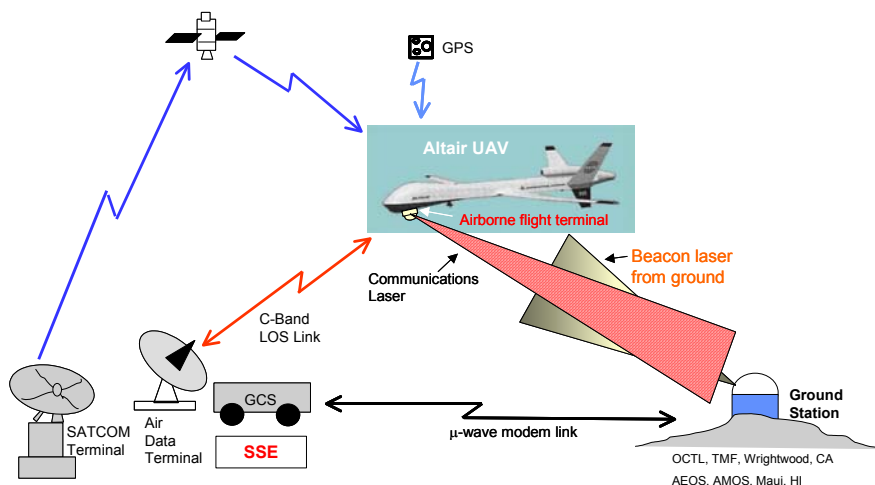 GPS
Altair UAV
Airborne flight terminal
Communications
Laser
Beacon laser
from ground
C-Band
LOS Link
SATCOM
Terminal
Air
Data
Terminal
GCS
SSE
μ-wave modem link
Ground
Station
OCTL, TMF, Wrightwood, CA
AEOS, AMOS, Maui, HI